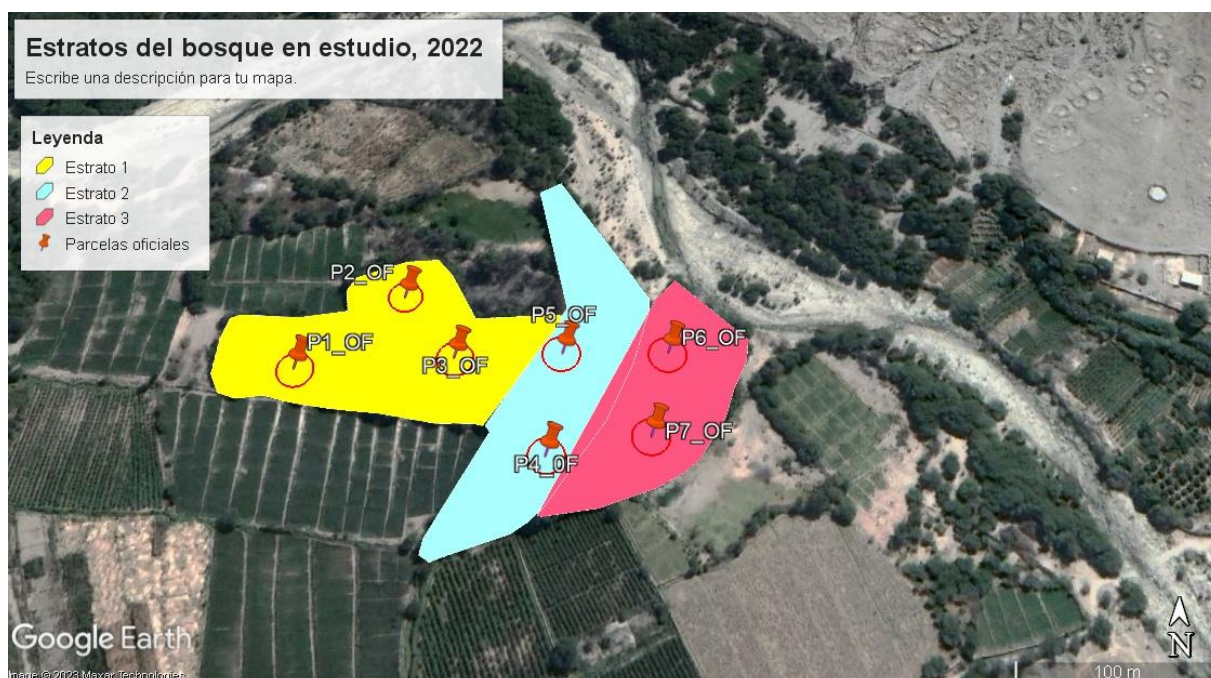 Estratos del bosque en estudio, 2022
Escribe una descripción para tu mapa.
Leyenda
Estrato 1
Estrato 2
Estrato 3
Parcelas oficiales
P2_OF
P1_OF
P3_OF
P5_OF
P6_OF
P4_0F
P7_OF
Google Earth
N
Image © 2023 Maxar Technologies
100 m